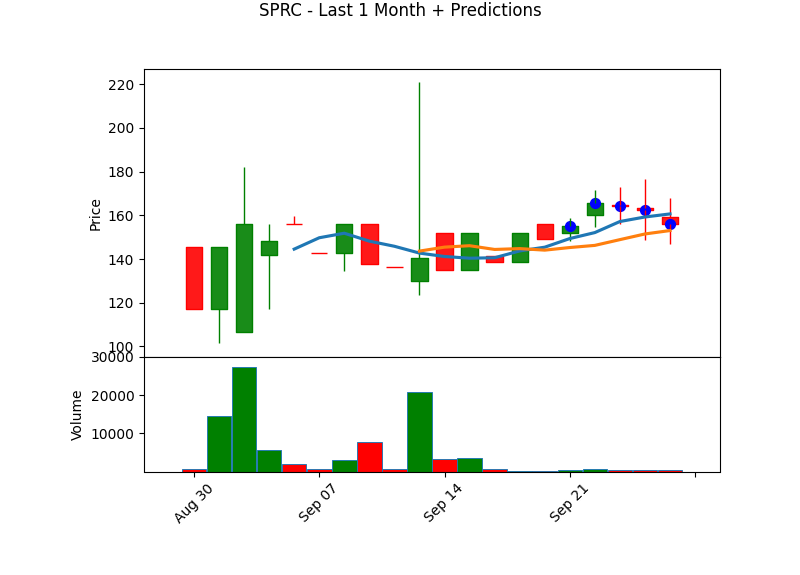 SPRC - Last 1 Month + Predictions
220
200
180
160
140
120
100
Price
30000
20000
10000
Volume
Aug 30
Sep 07
Sep 14
Sep 21